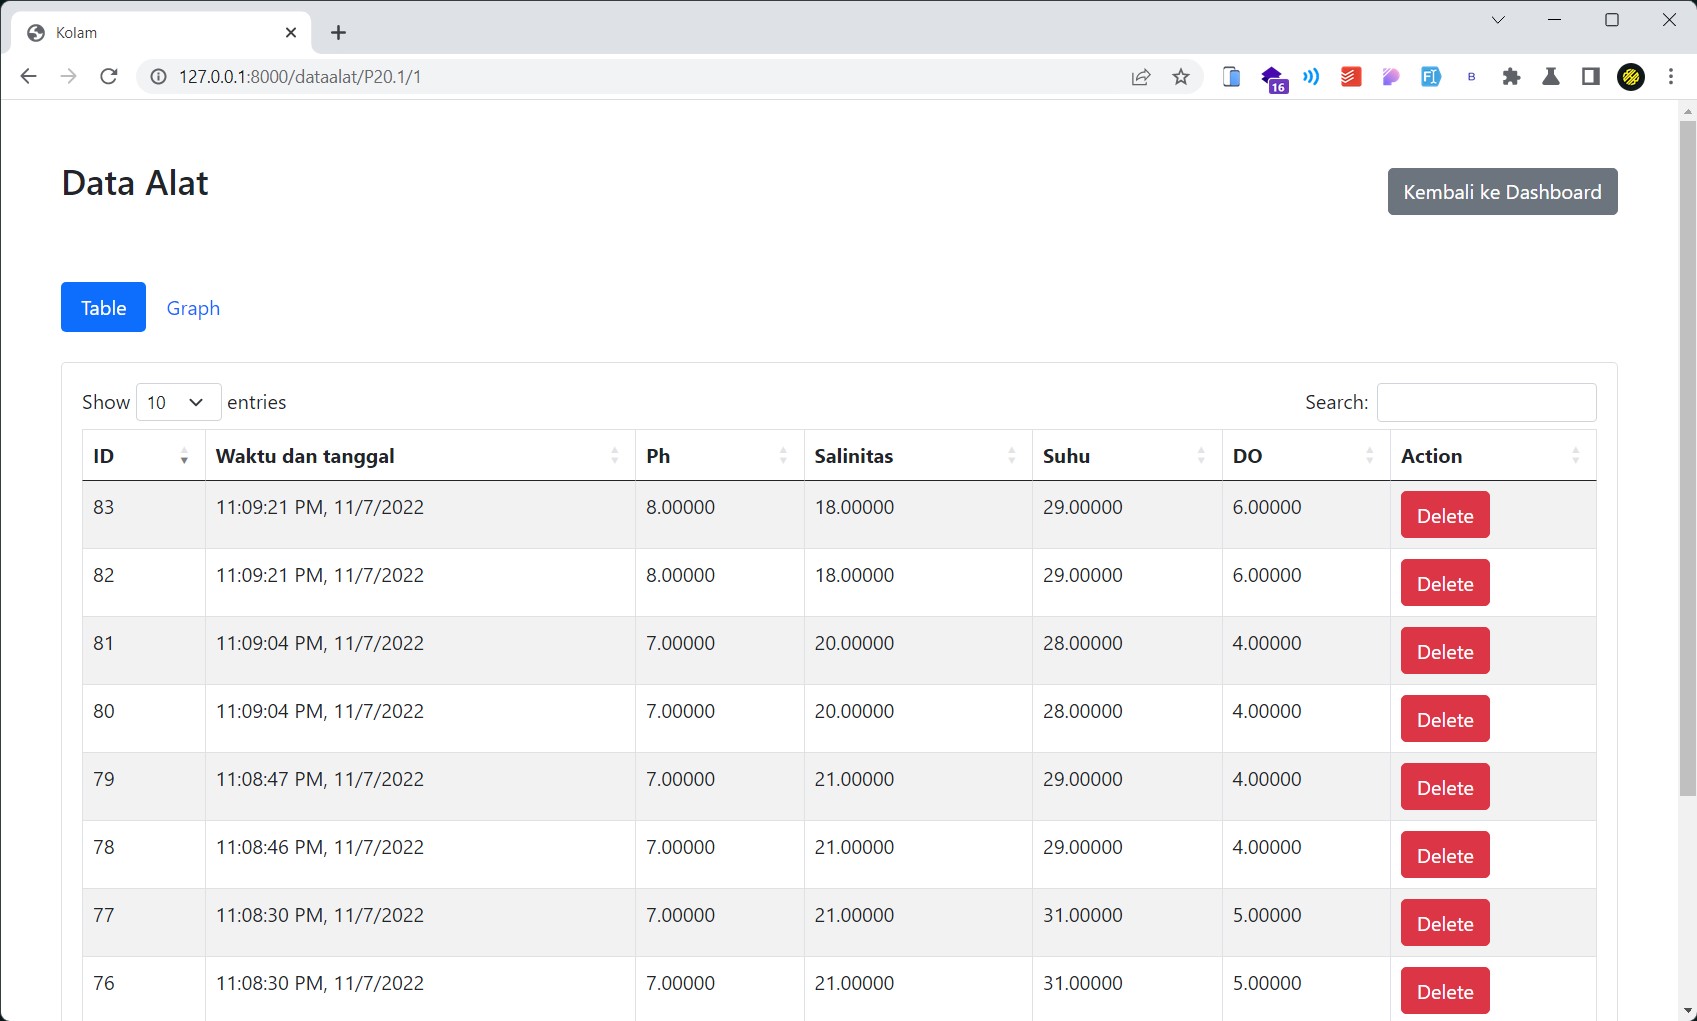 Kolam
127.0.0.1:8000/dataalat/P20.1/1
16
FI
B
Data Alat
Kembali ke Dashboard
Table Graph
Show 10 entries Search:
ID Waktu dan tanggal Ph Salinitas Suhu DO Action
83 11:09:21 PM, 11/7/2022 8.00000 18.00000 29.00000 6.00000 Delete
82 11:09:21 PM, 11/7/2022 8.00000 18.00000 29.00000 6.00000 Delete
81 11:09:04 PM, 11/7/2022 7.00000 20.00000 28.00000 4.00000 Delete
80 11:09:04 PM, 11/7/2022 7.00000 20.00000 28.00000 4.00000 Delete
79 11:08:47 PM, 11/7/2022 7.00000 21.00000 29.00000 4.00000 Delete
78 11:08:46 PM, 11/7/2022 7.00000 21.00000 29.00000 4.00000 Delete
77 11:08:30 PM, 11/7/2022 7.00000 21.00000 31.00000 5.00000 Delete
76 11:08:30 PM, 11/7/2022 7.00000 21.00000 31.00000 5.00000 Delete